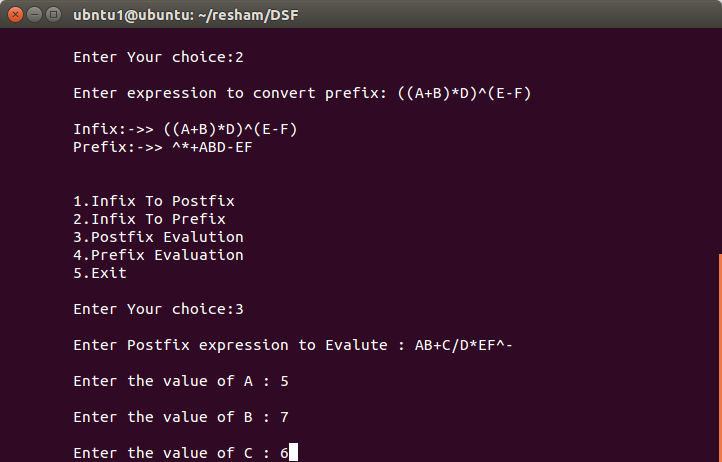 ubntu1@ubuntu: ~/resham/DSF
Enter Your choice:2
Enter expression to convert prefix: ((A+B)*D)^(E-F)
Infix:->> ((A+B)*D)^(E-F)
Prefix:->> ^*+ABD-EF
1.Infix To Postfix
2.Infix To Prefix
3.Postfix Evalution
4.Prefix Evaluation
5.Exit
Enter Your choice:3
Enter Postfix expression to Evalute : AB+C/D*EF^-
Enter the value of A : 5
Enter the value of B : 7
Enter the value of C : 6